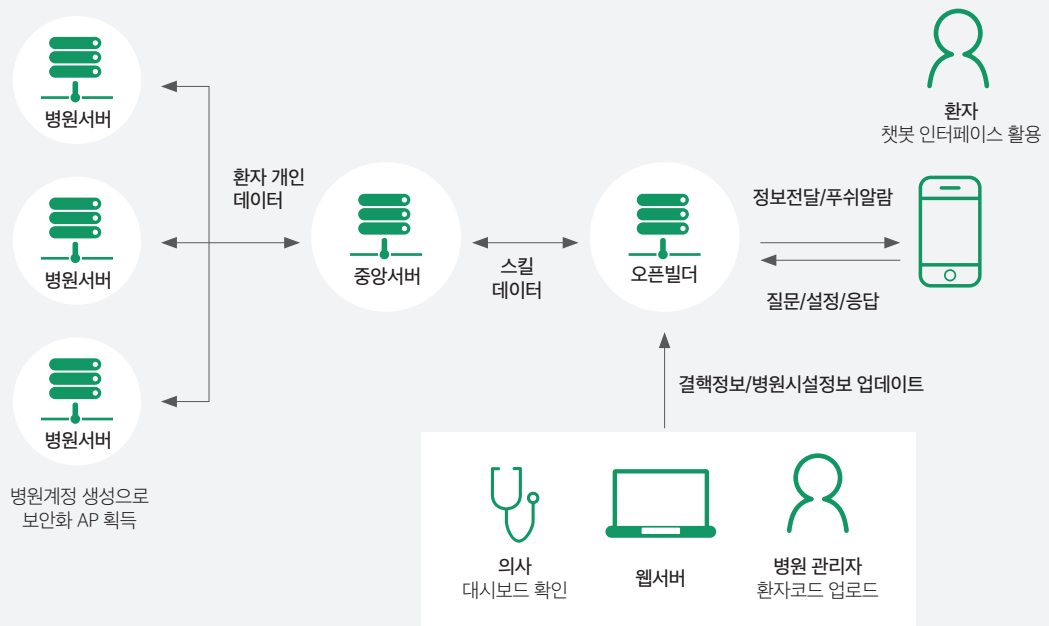 병원서버
환자
챗봇 인터페이스 활용
환자 개인
데이터
정보전달/푸쉬알람
병원서버
중앙서버
스킬
데이터
오픈빌더
질문/설정/응답
결핵정보/병원시설정보 업데이트
병원서버
병원계정 생성으로
보안화 AP 획득
의사
대시보드 확인
웹서버
병원 관리자
환자코드 업로드